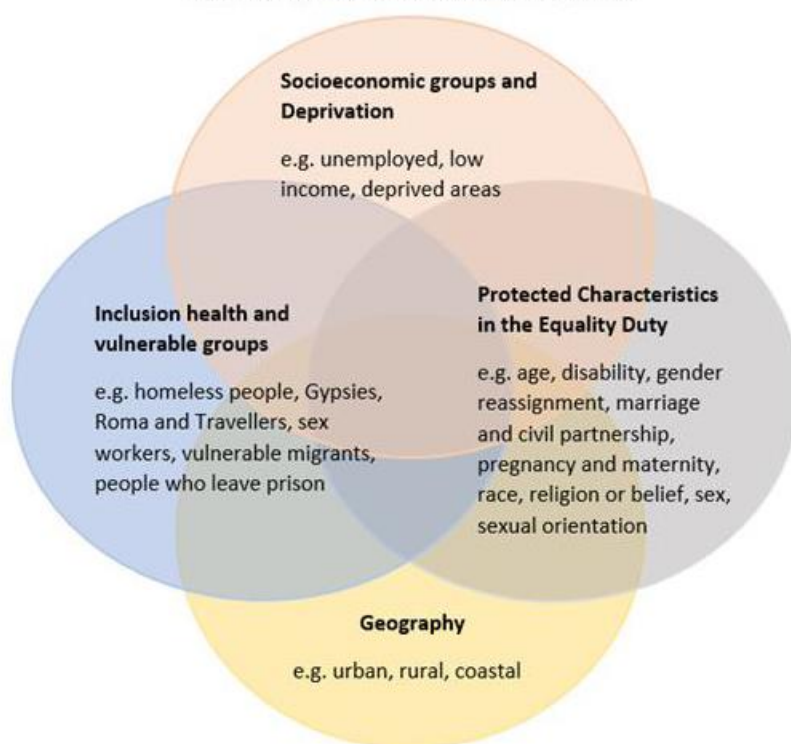 Socioeconomic groups and
Deprivation
e.g. unemployed, low
income, deprived areas
Inclusion health and
vulnerable groups
e.g. homeless people, Gypsies,
Roma and Travellers, sex
workers, vulnerable migrants,
people who leave prison
Protected Characteristics
in the Equality Duty
e.g. age, disability, gender
reassignment, marriage
and civil partnership,
pregnancy and maternity,
race, religion or belief, sex,
sexual orientation
Geography
e.g. urban, rural, coastal